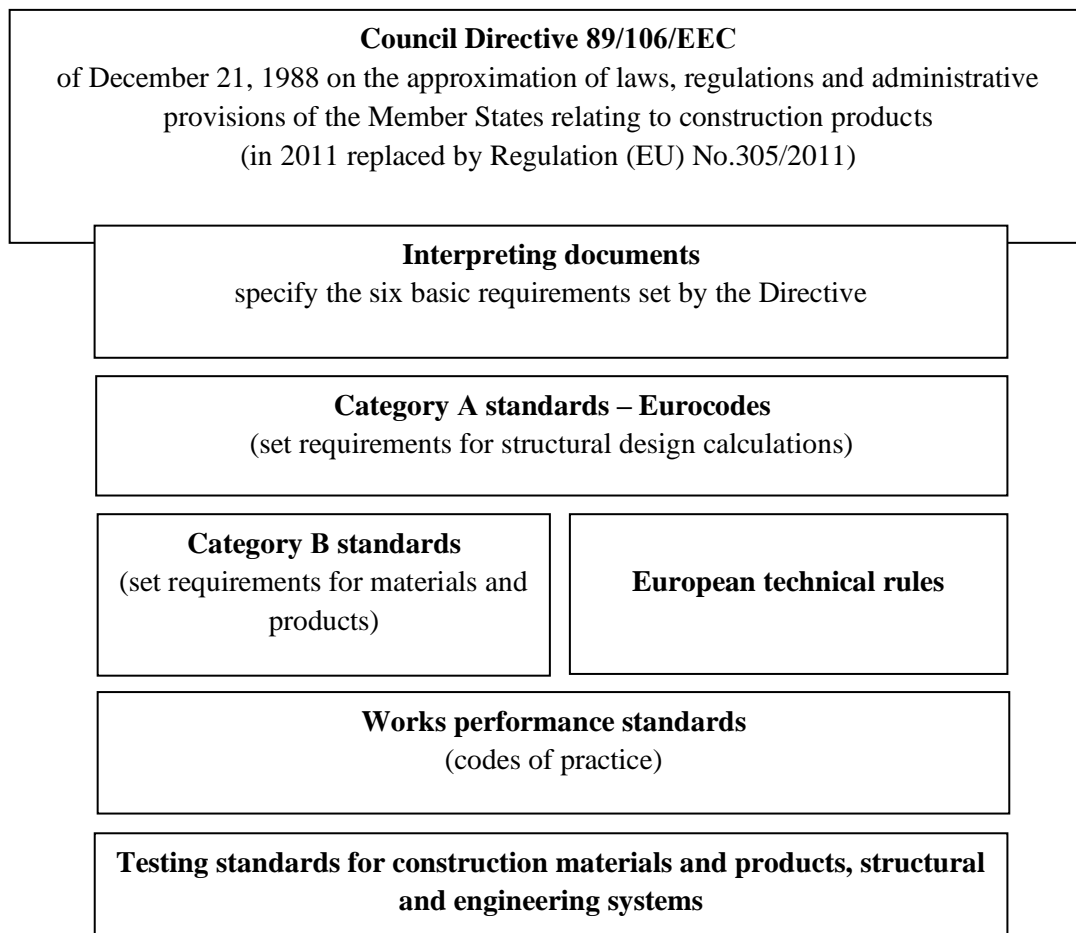 Council Directive 89/106/EEC
of December 21, 1988 on the approximation of laws, regulations and administrative
provisions of the Member States relating to construction products
(in 2011 replaced by Regulation (EU) No.305/2011)
Interpreting documents
specify the six basic requirements set by the Directive
Category A standards – Eurocodes
(set requirements for structural design calculations)
Category B standards
(set requirements for materials and
products)
European technical rules
Works performance standards
(codes of practice)
Testing standards for construction materials and products, structural
and engineering systems